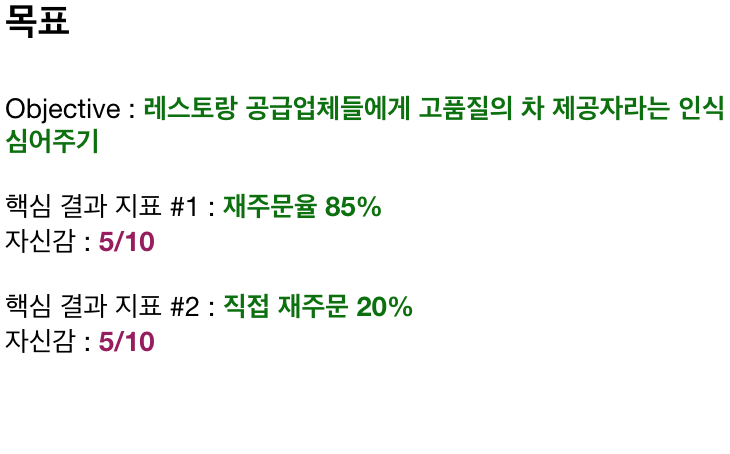 목표
Objective : 레스토랑 공급업체들에게 고품질의 차 제공자라는 인식
심어주기
핵심 결과 지표 #1 : 재주문율 85%
자신감 : 5/10
핵심 결과 지표 #2 : 직접 재주문 20%
자신감 : 5/10